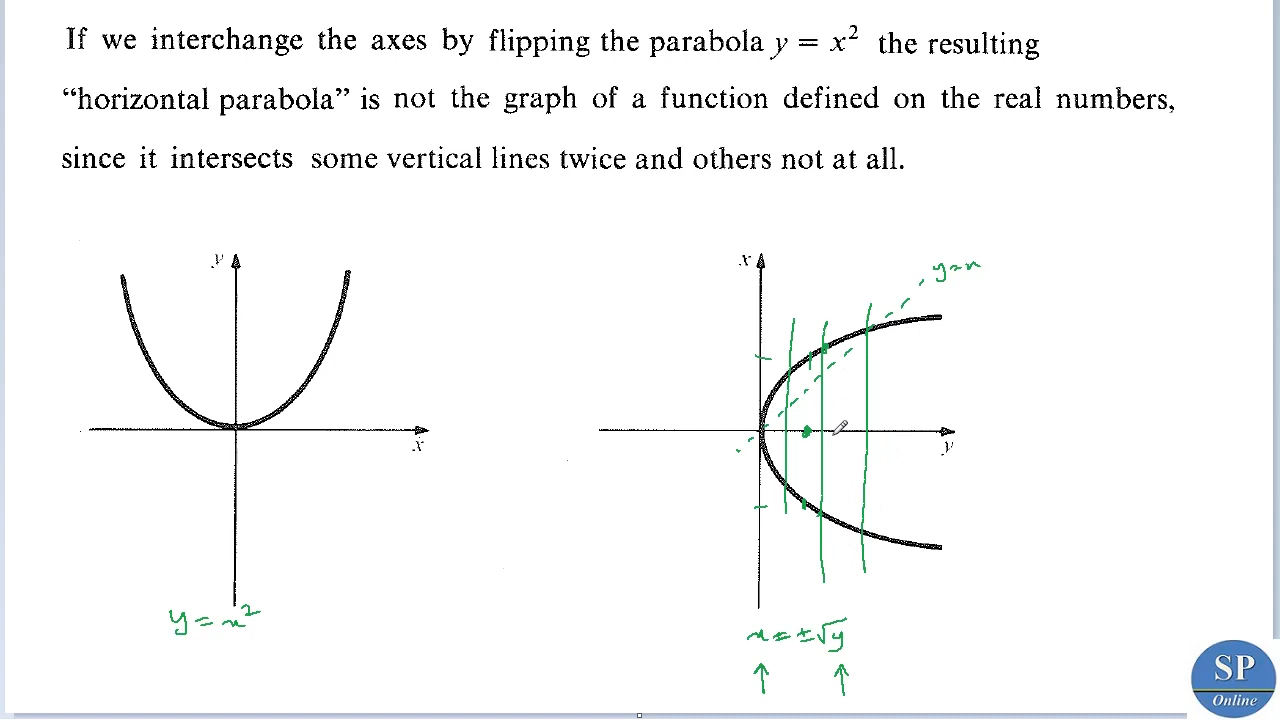 If we interchange the axes by flipping the parabola y = x² the resulting
“horizontal parabola” is not the graph of a function defined on the real numbers,
since it intersects some vertical lines twice and others not at all.
y
x
x
y=x
y
y = x²
x = ±√y
SP
Online